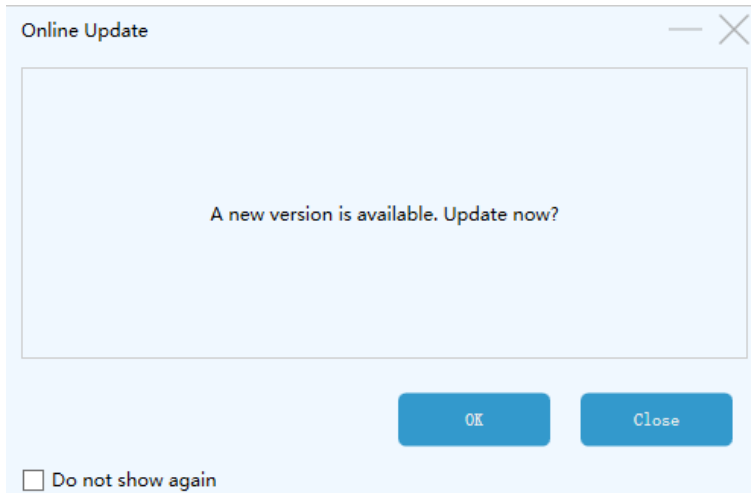 Online Update
A new version is available. Update now?
OK
Close
Do not show again